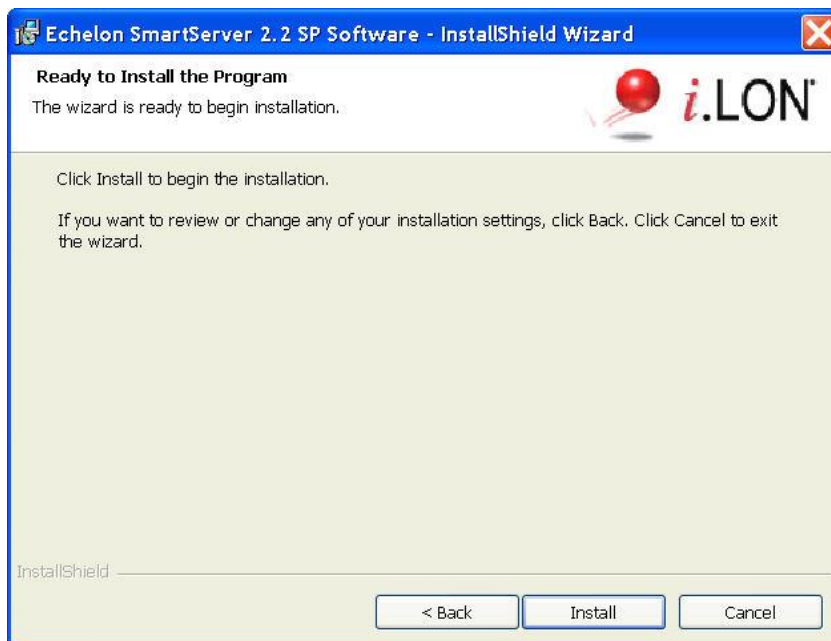 Echelon SmartServer 2.2 SP Software - InstallShield Wizard
Ready to Install the Program
The wizard is ready to begin installation.
i.LON®
Click Install to begin the installation.
If you want to review or change any of your installation settings, click Back. Click Cancel to exit
the wizard.
InstallShield
< Back
Install
Cancel